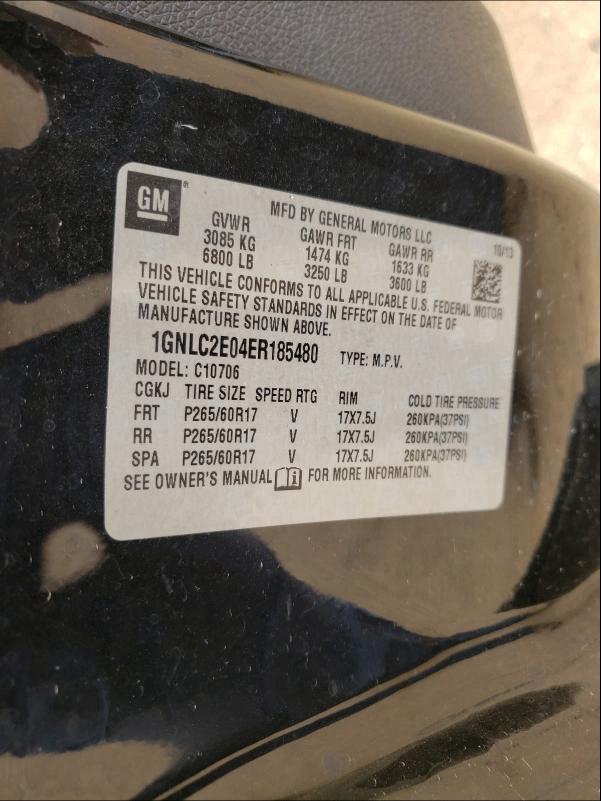 GM®
MFD BY GENERAL MOTORS LLC 10/13
GVWR GAWR FRT GAWR RR
3085 KG 1474 KG 1633 KG
6800 LB 3250 LB 3600 LB
THIS VEHICLE CONFORMS TO ALL APPLICABLE U.S. FEDERAL MOTOR
VEHICLE SAFETY STANDARDS IN EFFECT ON THE DATE OF
MANUFACTURE SHOWN ABOVE.
1GNLC2E04ER185480 TYPE: M.P.V.
MODEL: C10706
CGKJ TIRE SIZE SPEED RTG RIM COLD TIRE PRESSURE
FRT P265/60R17 V 17X7.5J 260KPA(37PSI)
RR P265/60R17 V 17X7.5J 260KPA(37PSI)
SPA P265/60R17 V 17X7.5J 260KPA(37PSI)
SEE OWNER'S MANUAL FOR MORE INFORMATION.